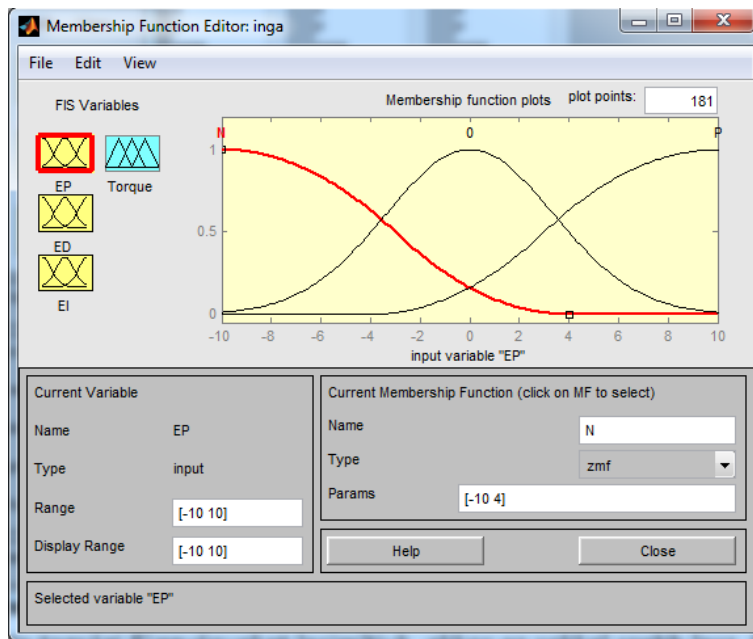 Membership Function Editor: inga
File Edit View
FIS Variables
Membership function plots plot points: 181
EP
Torque
ED
EI
N 0 P
1
0.5
0
-10 -8 -6 -4 -2 0 2 4 6 8 10
input variable "EP"
Current Variable
Name EP
Type input
Range [-10 10]
Display Range [-10 10]
Current Membership Function (click on MF to select)
Name N
Type zmf
Params [-10 4]
Help Close
Selected variable "EP"